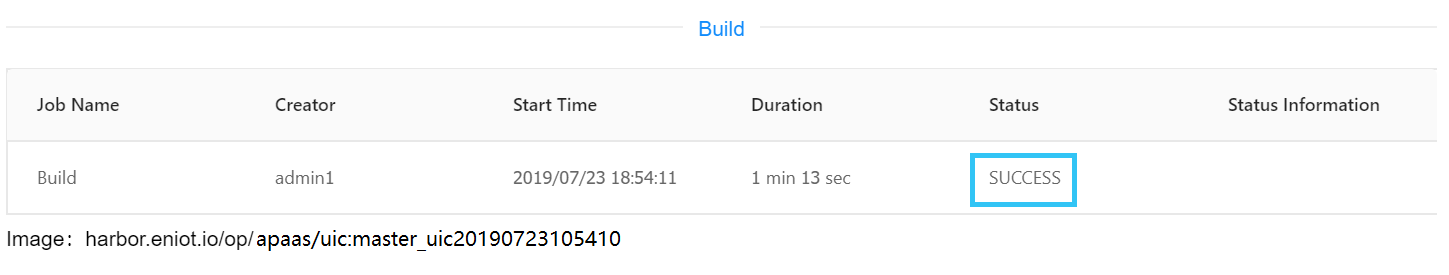 Build
Job Name Creator Start Time Duration Status Status Information
Build admin1 2019/07/23 18:54:11 1 min 13 sec SUCCESS
Image：harbor.eniot.io/op/apaas/uic:master_uic20190723105410